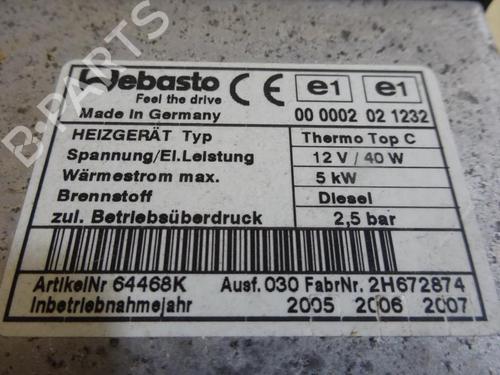 Webasto
Feel the drive
Made in Germany
CE e1 e1
00 0002 02 1232
HEIZGERÄT Typ Thermo Top C
Spannung/El.Leistung 12 V / 40 W
Wärmestrom max. 5 kW
Brennstoff Diesel
zul. Betriebsüberdruck 2,5 bar
ArtikelNr 64468K Ausf. 030 FabrNr. 2H672874
Inbetriebnahmejahr 2005 2006 2007
B-PARTS